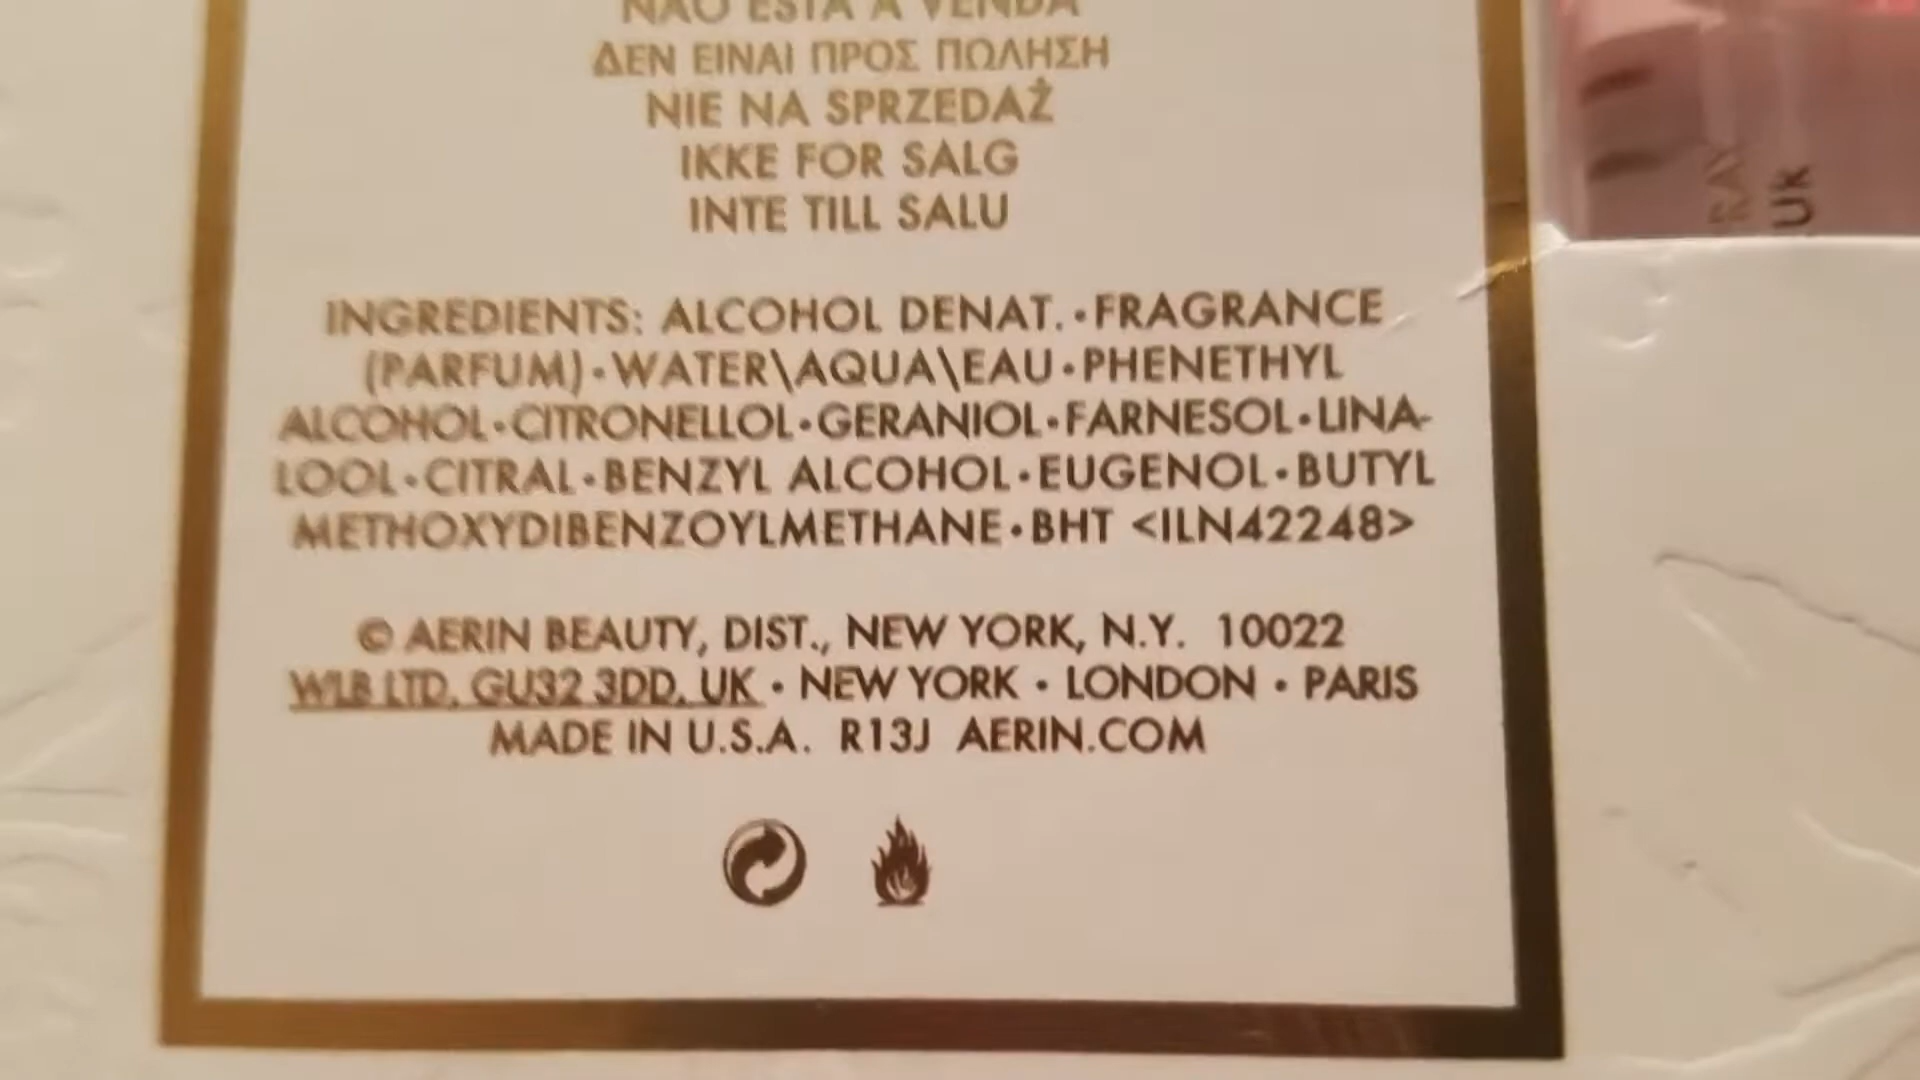 NÃO ESTÁ À VENDA
ΔΕΝ ΕΙΝΑΙ ΠΡΟΣ ΠΩΛΗΣΗ
NIE NA SPRZEDAŻ
IKKE FOR SALG
INTE TILL SALU
INGREDIENTS: ALCOHOL DENAT.•FRAGRANCE
(PARFUM)•WATER\AQUA\EAU•PHENETHYL
ALCOHOL•CITRONELLOL•GERANIOL•FARNESOL•LINA-
LOOL•CITRAL•BENZYL ALCOHOL•EUGENOL•BUTYL
METHOXYDIBENZOYLMETHANE•BHT <ILN42248>
© AERIN BEAUTY, DIST., NEW YORK, N.Y. 10022
WLB LTD, GU32 3DD, UK • NEW YORK • LONDON • PARIS
MADE IN U.S.A. R13J AERIN.COM
UK